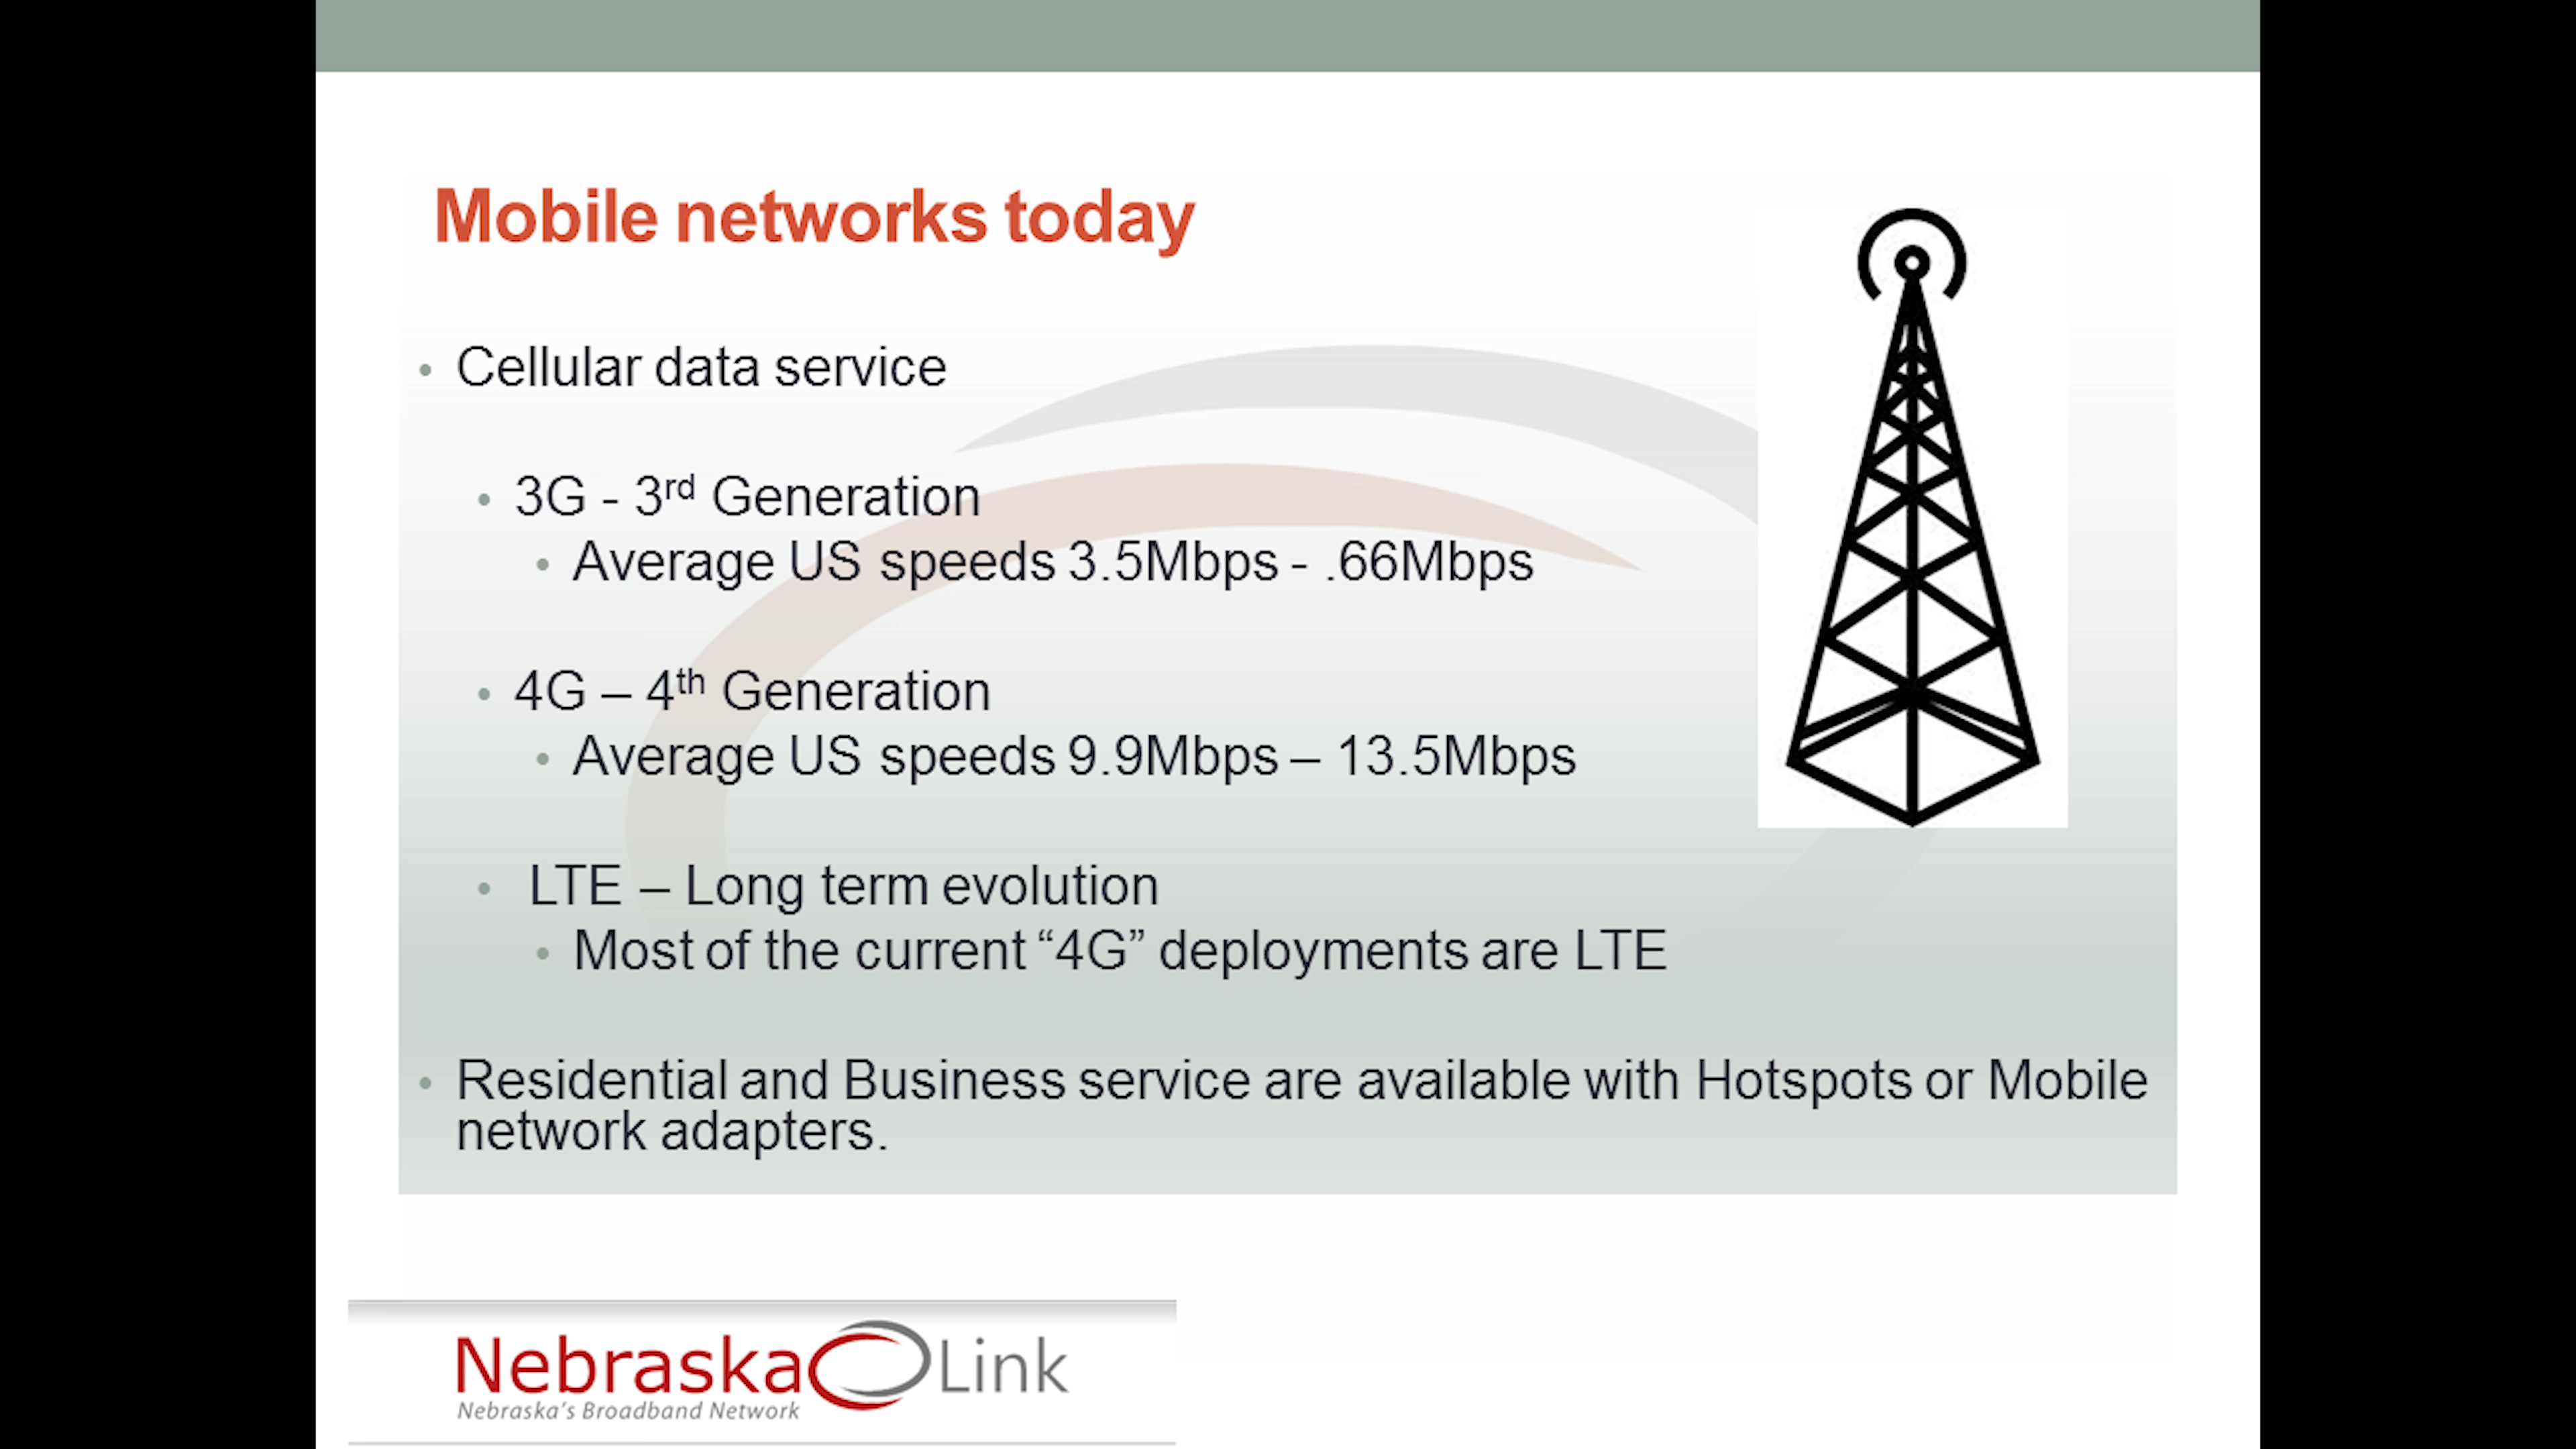 Mobile networks today
Cellular data service
3G - 3rd Generation
Average US speeds 3.5Mbps - .66Mbps
4G – 4th Generation
Average US speeds 9.9Mbps – 13.5Mbps
LTE – Long term evolution
Most of the current “4G” deployments are LTE
Residential and Business service are available with Hotspots or Mobile
network adapters.
Nebraska Link
Nebraska's Broadband Network